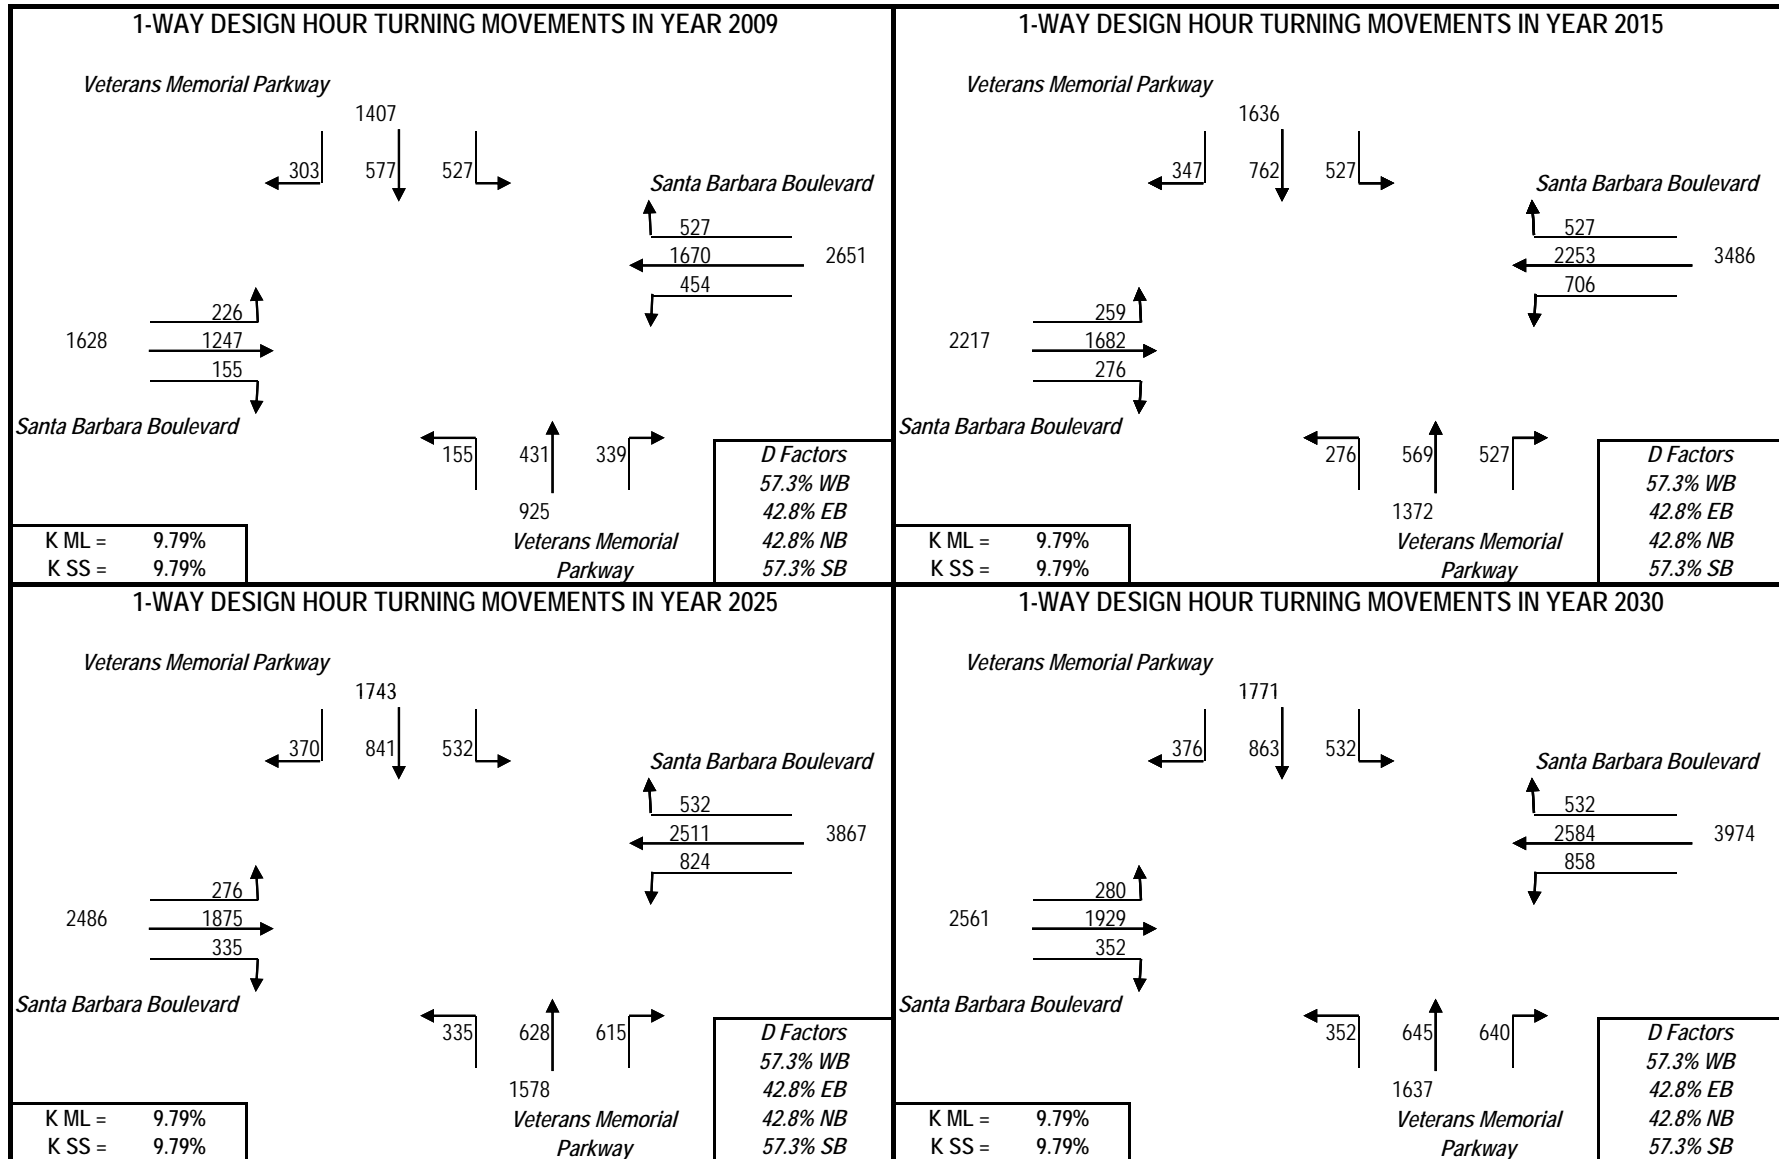 1-WAY DESIGN HOUR TURNING MOVEMENTS IN YEAR 2009
Veterans Memorial Parkway
1407
303 577 527
Santa Barbara Boulevard
527
1670 2651
454
226
1628 1247
155
Santa Barbara Boulevard
155 431 339
925
Veterans Memorial
Parkway
D Factors
57.3% WB
42.8% EB
42.8% NB
57.3% SB
K ML = 9.79%
K SS = 9.79%
1-WAY DESIGN HOUR TURNING MOVEMENTS IN YEAR 2015
Veterans Memorial Parkway
1636
347 762 527
Santa Barbara Boulevard
527
2253 3486
706
259
2217 1682
276
Santa Barbara Boulevard
276 569 527
1372
Veterans Memorial
Parkway
D Factors
57.3% WB
42.8% EB
42.8% NB
57.3% SB
K ML = 9.79%
K SS = 9.79%
1-WAY DESIGN HOUR TURNING MOVEMENTS IN YEAR 2025
Veterans Memorial Parkway
1743
370 841 532
Santa Barbara Boulevard
532
2511 3867
824
276
2486 1875
335
Santa Barbara Boulevard
335 628 615
1578
Veterans Memorial
Parkway
D Factors
57.3% WB
42.8% EB
42.8% NB
57.3% SB
K ML = 9.79%
K SS = 9.79%
1-WAY DESIGN HOUR TURNING MOVEMENTS IN YEAR 2030
Veterans Memorial Parkway
1771
376 863 532
Santa Barbara Boulevard
532
2584 3974
858
280
2561 1929
352
Santa Barbara Boulevard
352 645 640
1637
Veterans Memorial
Parkway
D Factors
57.3% WB
42.8% EB
42.8% NB
57.3% SB
K ML = 9.79%
K SS = 9.79%